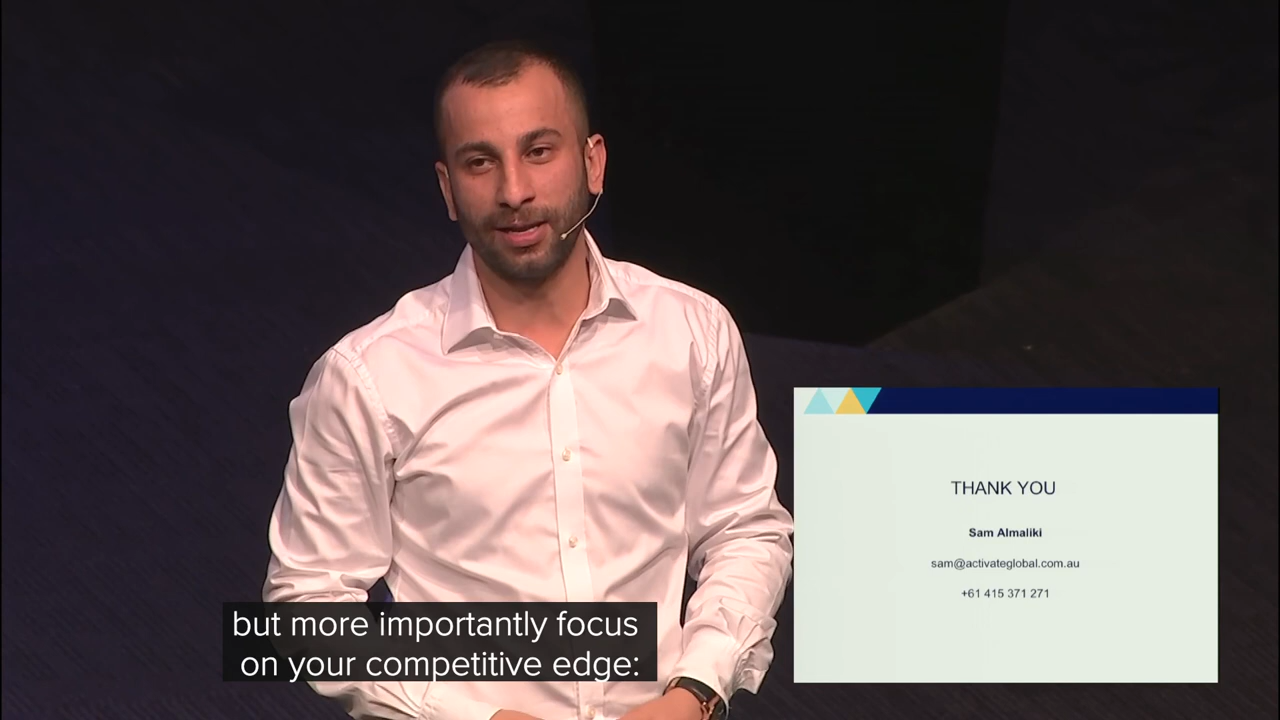 THANK YOU
Sam Almaliki
sam@activateglobal.com.au
+61 415 371 271
but more importantly focus
on your competitive edge: